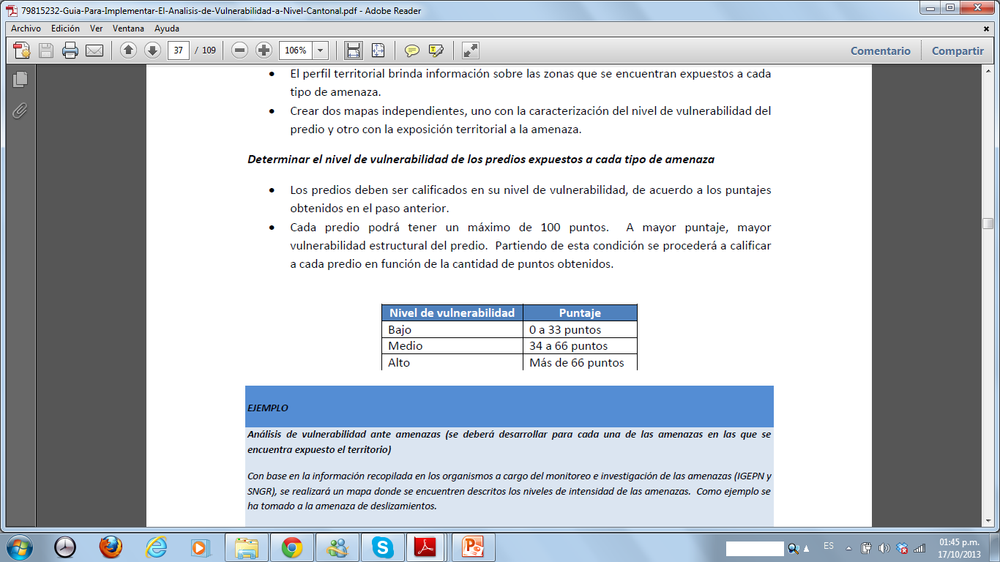 79815232-Guia-Para-Implementar-El-Analisis-de-Vulnerabilidad-a-Nivel-Cantonal.pdf - Adobe Reader
Archivo Edición Ver Ventana Ayuda
37 / 109 106% Comentario Compartir
• El perfil territorial brinda información sobre las zonas que se encuentran expuestos a cada
tipo de amenaza.
• Crear dos mapas independientes, uno con la caracterización del nivel de vulnerabilidad del
predio y otro con la exposición territorial a la amenaza.
Determinar el nivel de vulnerabilidad de los predios expuestos a cada tipo de amenaza
• Los predios deben ser calificados en su nivel de vulnerabilidad, de acuerdo a los puntajes
obtenidos en el paso anterior.
• Cada predio podrá tener un máximo de 100 puntos. A mayor puntaje, mayor
vulnerabilidad estructural del predio. Partiendo de esta condición se procederá a calificar
a cada predio en función de la cantidad de puntos obtenidos.
Nivel de vulnerabilidad Puntaje
Bajo 0 a 33 puntos
Medio 34 a 66 puntos
Alto Más de 66 puntos
EJEMPLO
Análisis de vulnerabilidad ante amenazas (se deberá desarrollar para cada una de las amenazas en las que se
encuentra expuesto el territorio)
Con base en la información recopilada en los organismos a cargo del monitoreo e investigación de las amenazas (IGEPN y
SNGR), se realizará un mapa donde se encuentren descritos los niveles de intensidad de las amenazas. Como ejemplo se
ha tomado a la amenaza de deslizamientos.
ES 01:45 p.m.
17/10/2013